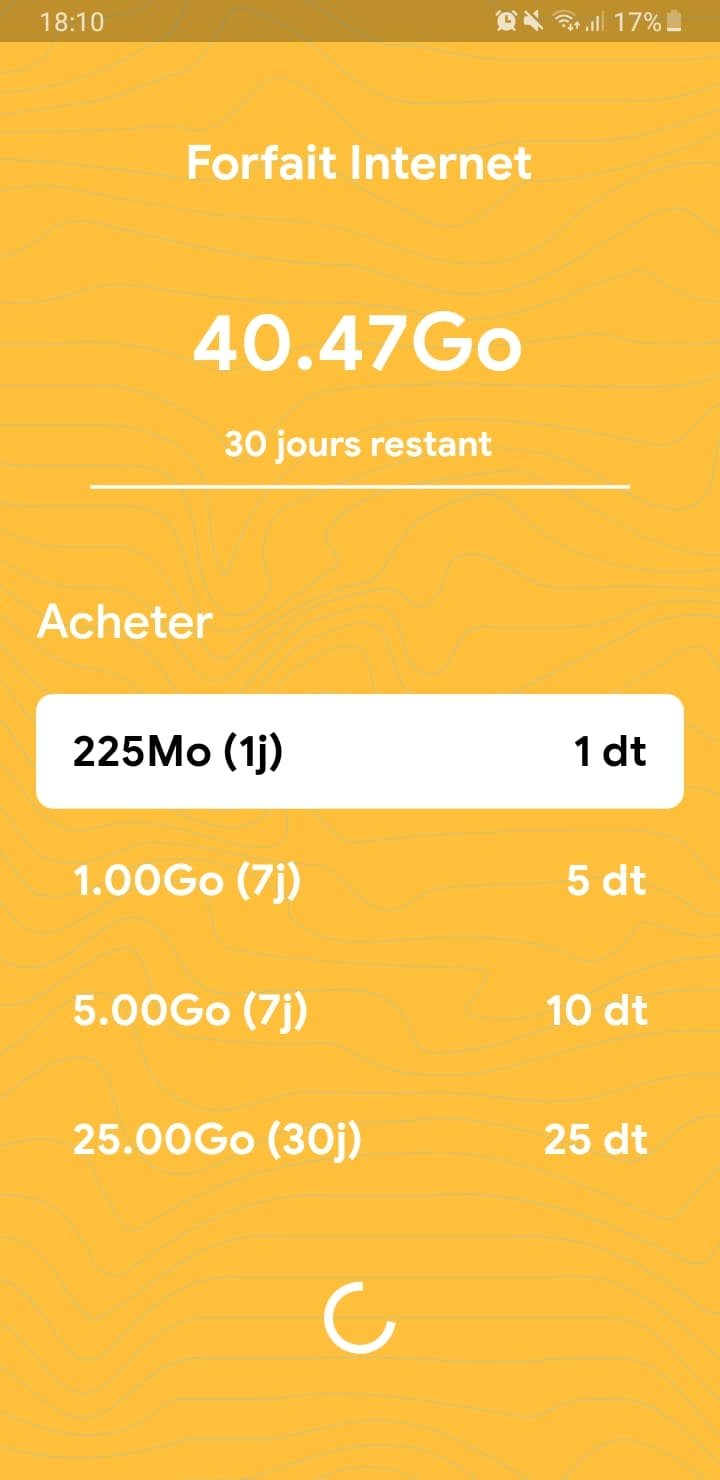 18:10 17%
Forfait Internet
40.47Go
30 jours restant
Acheter
225Mo (1j) 1 dt
1.00Go (7j) 5 dt
5.00Go (7j) 10 dt
25.00Go (30j) 25 dt